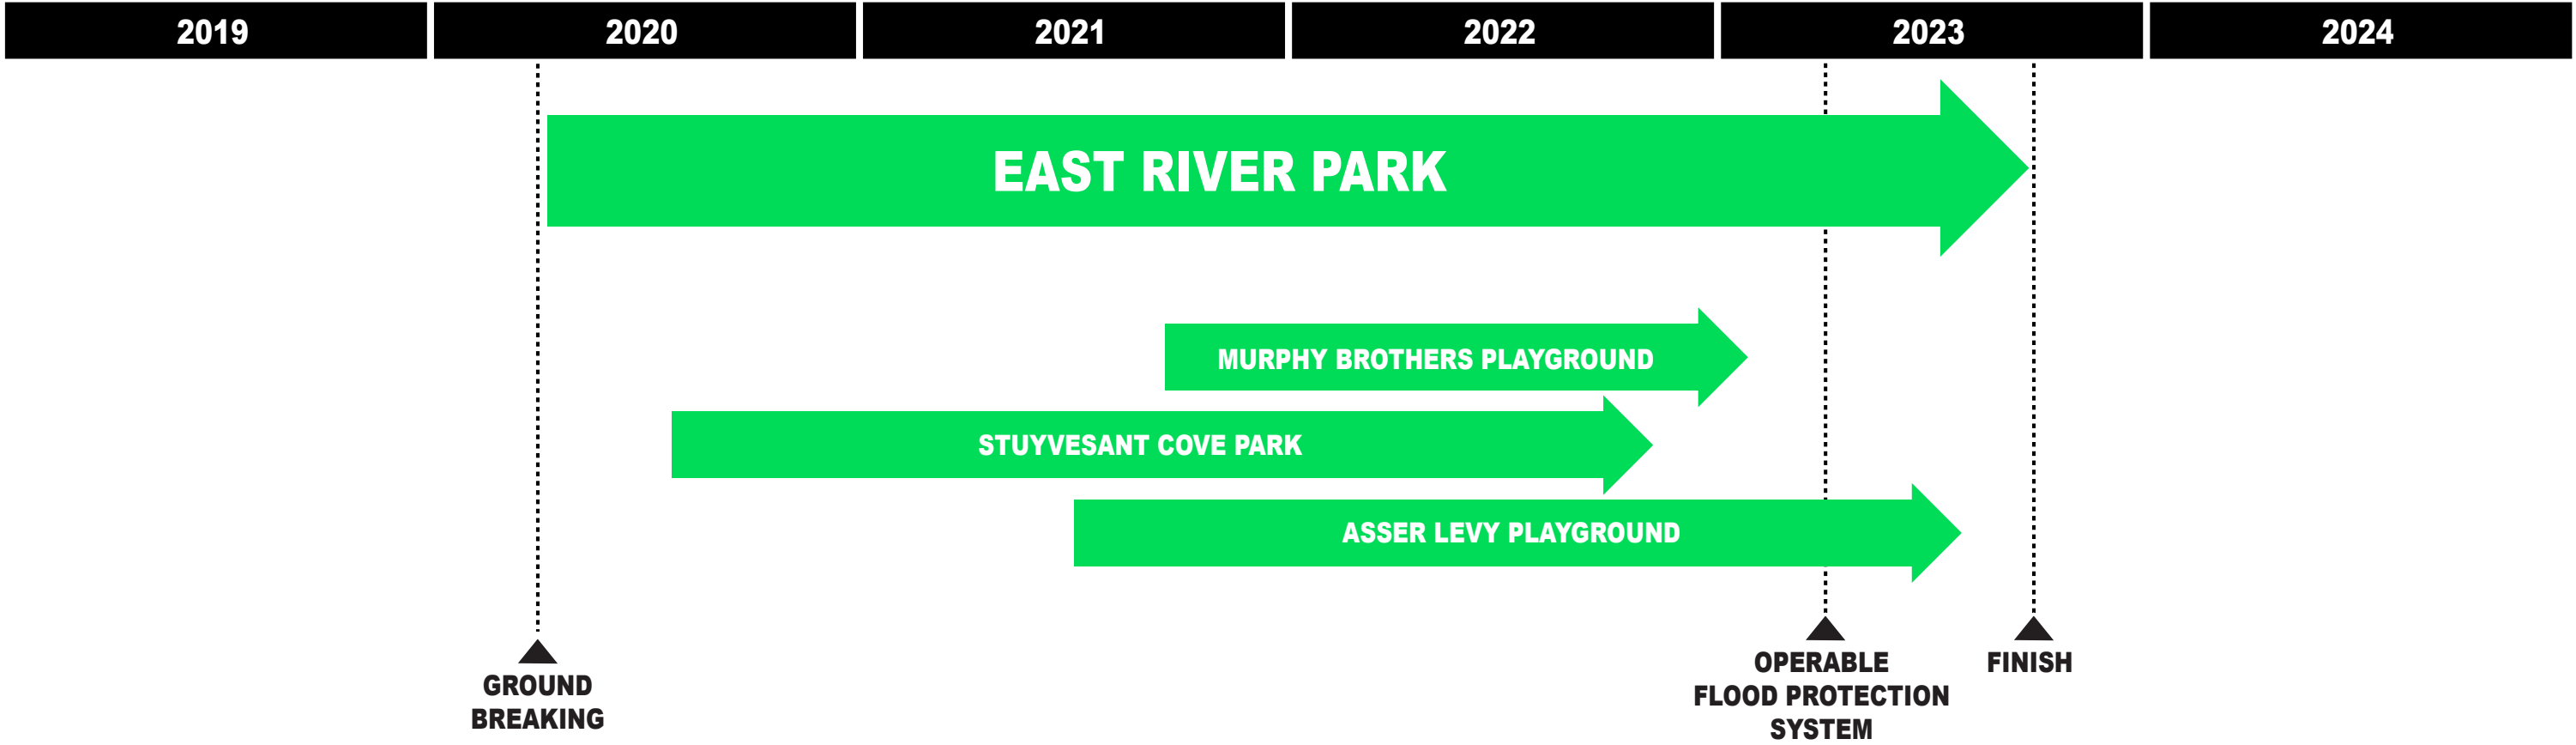 2019
2020
2021
2022
2023
2024
EAST RIVER PARK
MURPHY BROTHERS PLAYGROUND
STUYVESANT COVE PARK
ASSER LEVY PLAYGROUND
GROUND
BREAKING
OPERABLE
FLOOD PROTECTION
SYSTEM
FINISH